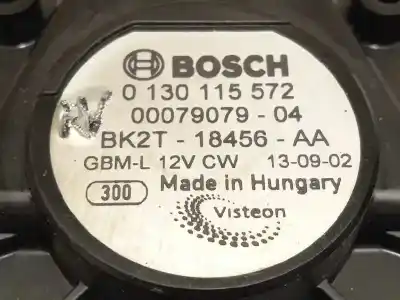 BOSCH
0 130 115 572
00079079 - 04
BK2T - 18456 - AA
GBM-L 12V CW 13-09-02
300 Made in Hungary
Visteon